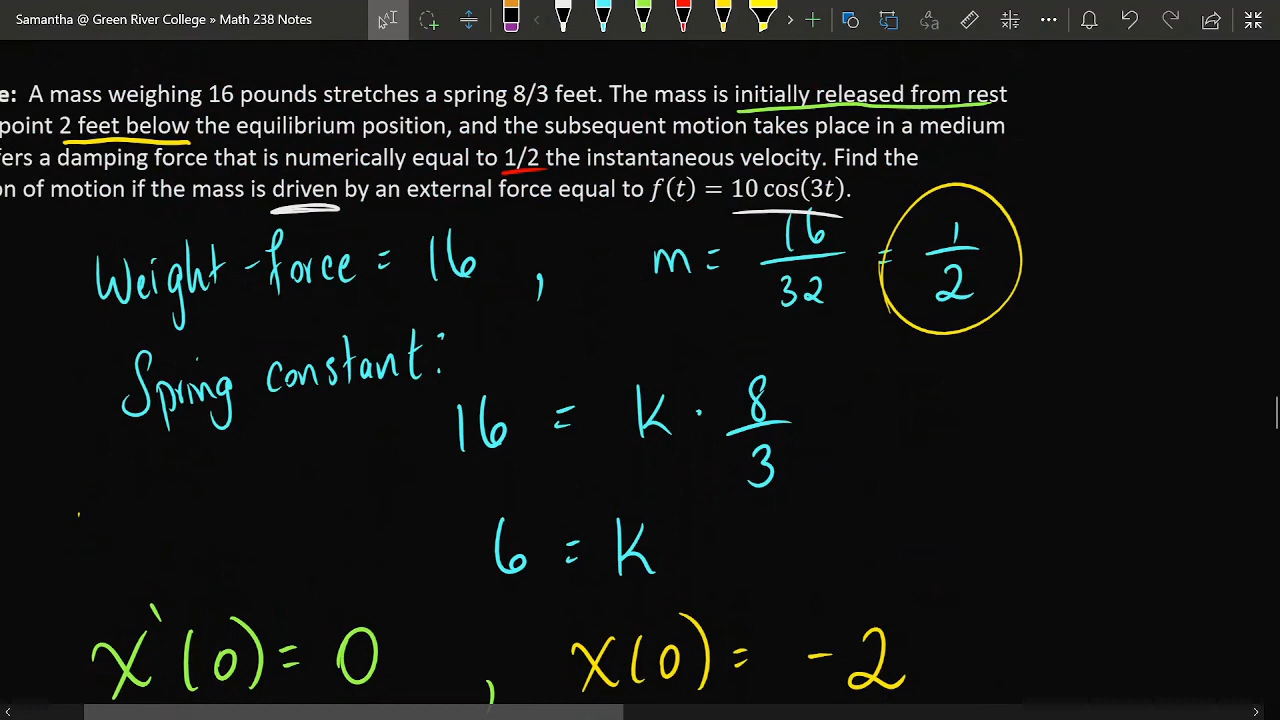 Samantha @ Green River College » Math 238 Notes
e: A mass weighing 16 pounds stretches a spring 8/3 feet. The mass is initially released from rest
point 2 feet below the equilibrium position, and the subsequent motion takes place in a medium
fers a damping force that is numerically equal to 1/2 the instantaneous velocity. Find the
on of motion if the mass is driven by an external force equal to f(t) = 10 cos(3t).
Weight-force = 16 , m = 16/32 = 1/2
Spring constant:
16 = K · 8/3
6 = K
x'(0) = 0 , x(0) = -2